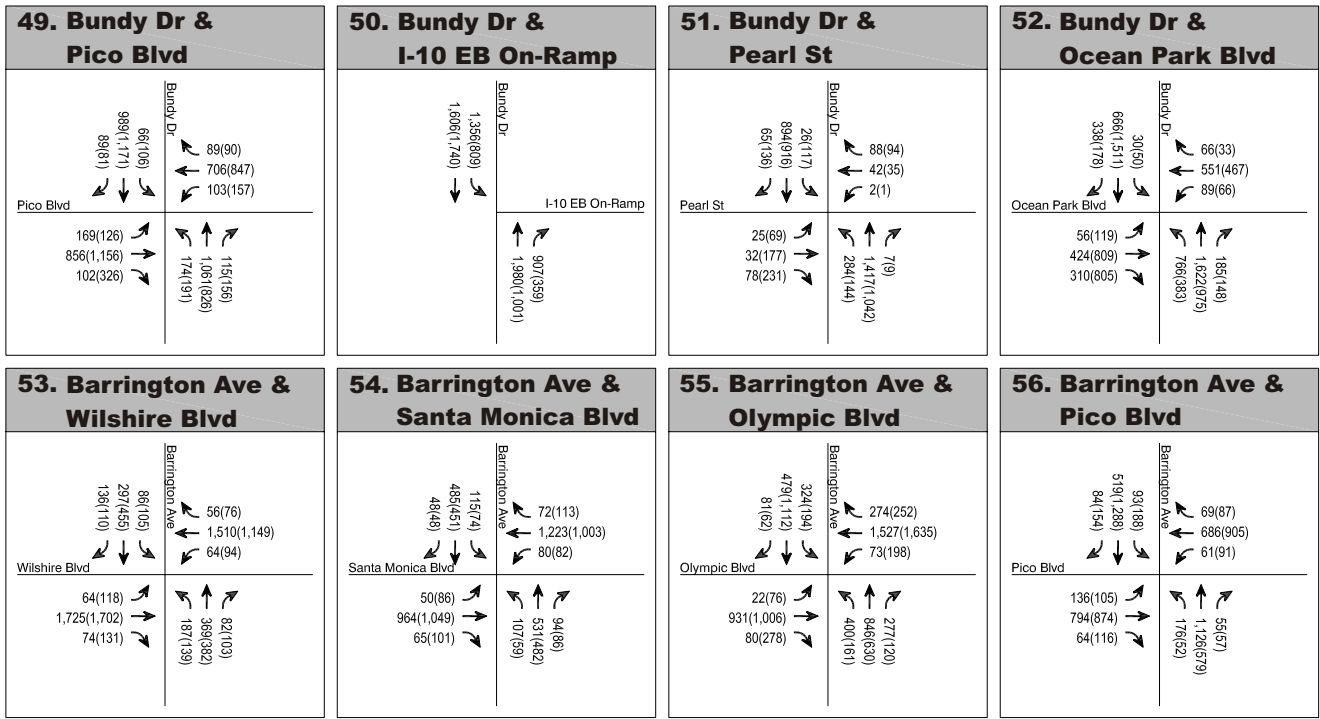 49. Bundy Dr &
Pico Blvd
Bundy Dr
89(81)
989(1,171)
66(106)
89(90)
706(847)
103(157)
Pico Blvd
169(126)
856(1,156)
102(326)
174(191)
1,061(826)
115(156)
50. Bundy Dr &
I-10 EB On-Ramp
Bundy Dr
1,606(1,740)
1,356(809)
I-10 EB On-Ramp
1,980(1,001)
907(359)
51. Bundy Dr &
Pearl St
Bundy Dr
65(136)
894(916)
26(117)
88(94)
42(35)
2(1)
Pearl St
25(69)
32(177)
78(231)
284(144)
1,417(1,042)
7(9)
52. Bundy Dr &
Ocean Park Blvd
Bundy Dr
338(178)
666(1,511)
30(50)
66(33)
551(467)
89(66)
Ocean Park Blvd
56(119)
424(809)
310(805)
766(383)
1,622(975)
185(148)
53. Barrington Ave &
Wilshire Blvd
Barrington Ave
136(110)
297(455)
86(105)
56(76)
1,510(1,149)
64(94)
Wilshire Blvd
64(118)
1,725(1,702)
74(131)
187(139)
369(382)
82(103)
54. Barrington Ave &
Santa Monica Blvd
Barrington Ave
48(48)
485(451)
115(74)
72(113)
1,223(1,003)
80(82)
Santa Monica Blvd
50(86)
964(1,049)
65(101)
107(59)
531(482)
94(86)
55. Barrington Ave &
Olympic Blvd
Barrington Ave
81(62)
479(1,112)
324(194)
274(252)
1,527(1,635)
73(198)
Olympic Blvd
22(76)
931(1,006)
80(278)
400(161)
846(630)
277(120)
56. Barrington Ave &
Pico Blvd
Barrington Ave
84(154)
519(1,288)
93(188)
69(87)
686(905)
61(91)
Pico Blvd
136(105)
794(874)
64(116)
176(52)
1,126(579)
55(57)